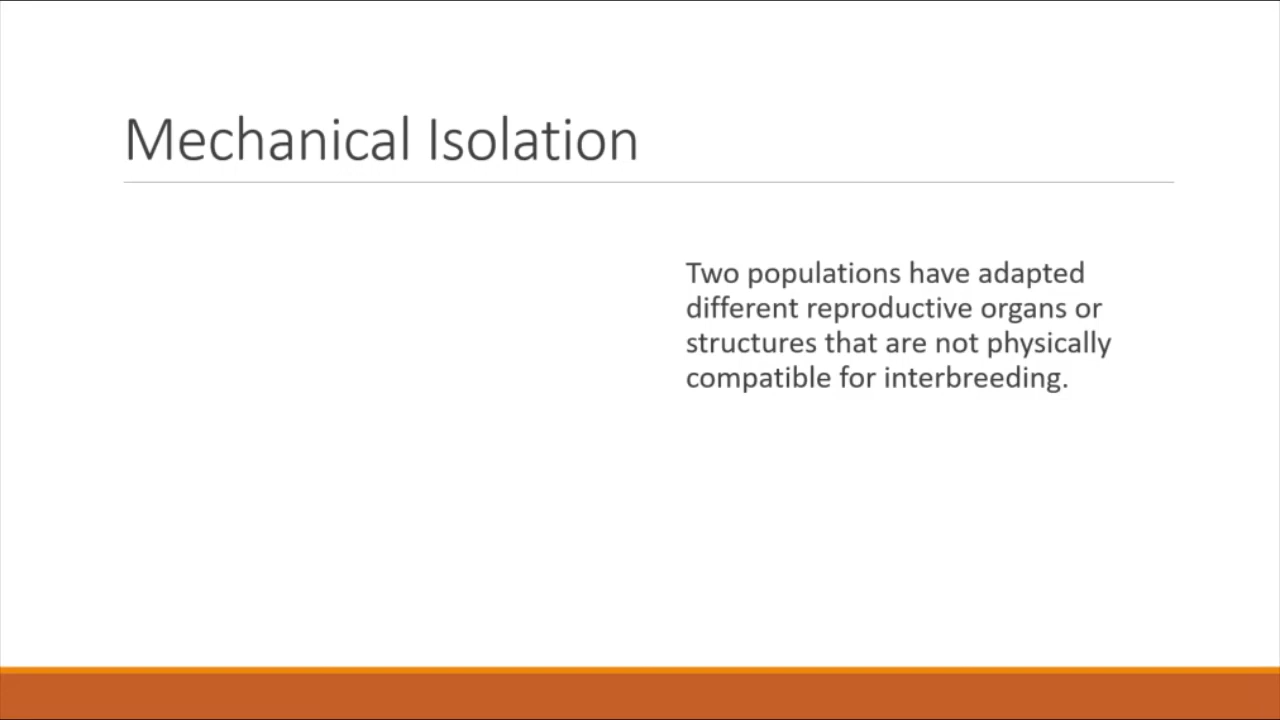 Mechanical Isolation
Two populations have adapted
different reproductive organs or
structures that are not physically
compatible for interbreeding.